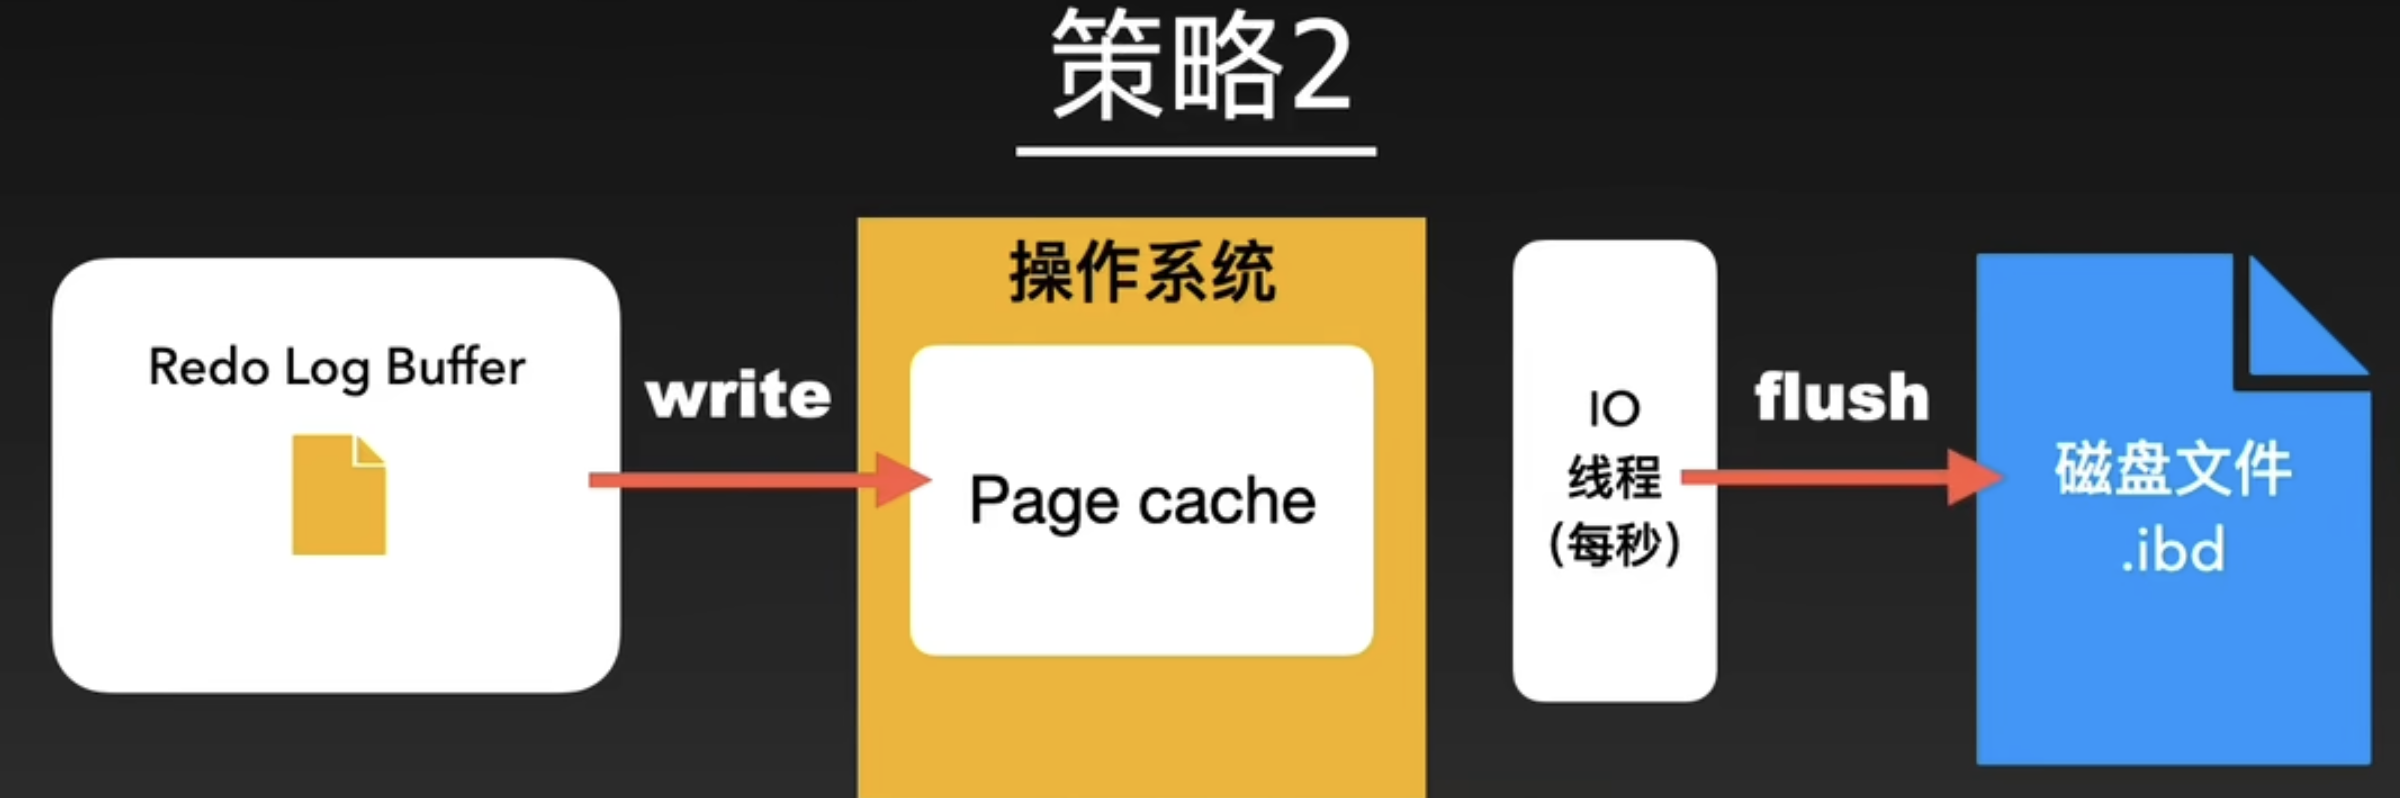 策略2
Redo Log Buffer
write
操作系统
Page cache
IO
线程
(每秒)
flush
磁盘文件
.ibd